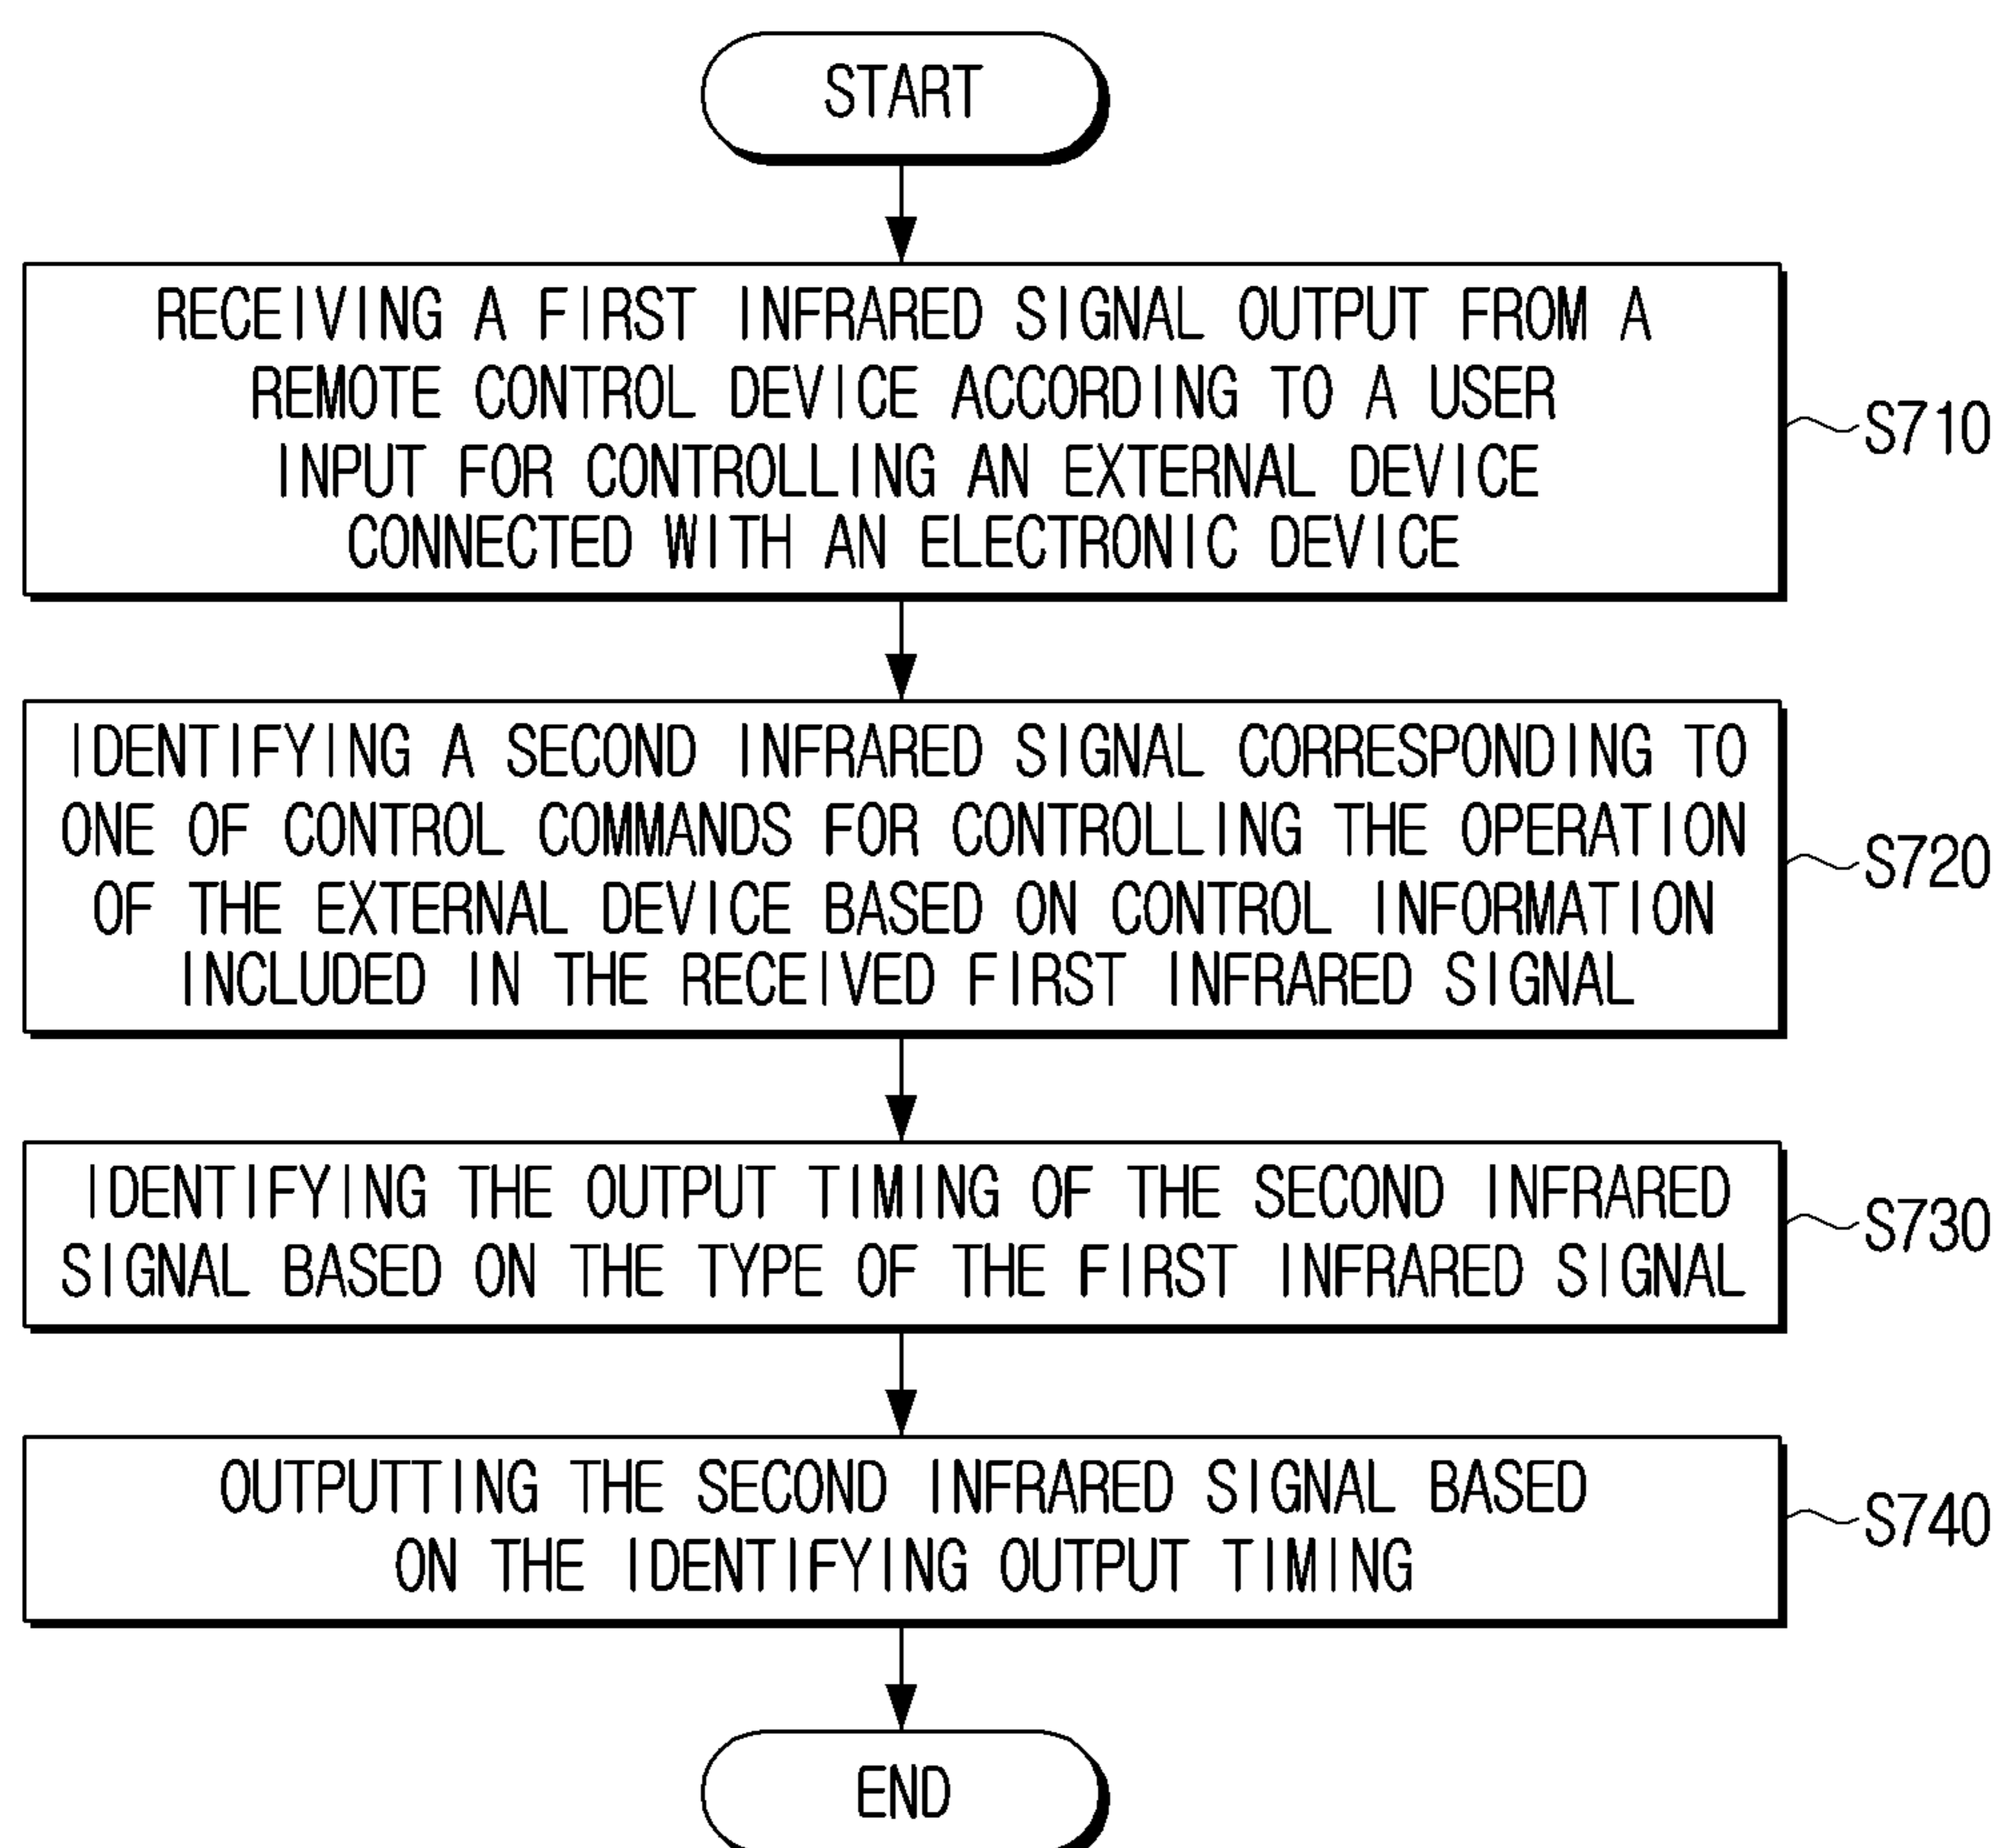 START
RECEIVING A FIRST INFRARED SIGNAL OUTPUT FROM A
REMOTE CONTROL DEVICE ACCORDING TO A USER
INPUT FOR CONTROLLING AN EXTERNAL DEVICE
CONNECTED WITH AN ELECTRONIC DEVICE
S710
IDENTIFYING A SECOND INFRARED SIGNAL CORRESPONDING TO
ONE OF CONTROL COMMANDS FOR CONTROLLING THE OPERATION
OF THE EXTERNAL DEVICE BASED ON CONTROL INFORMATION
INCLUDED IN THE RECEIVED FIRST INFRARED SIGNAL
S720
IDENTIFYING THE OUTPUT TIMING OF THE SECOND INFRARED
SIGNAL BASED ON THE TYPE OF THE FIRST INFRARED SIGNAL
S730
OUTPUTTING THE SECOND INFRARED SIGNAL BASED
ON THE IDENTIFYING OUTPUT TIMING
S740
END